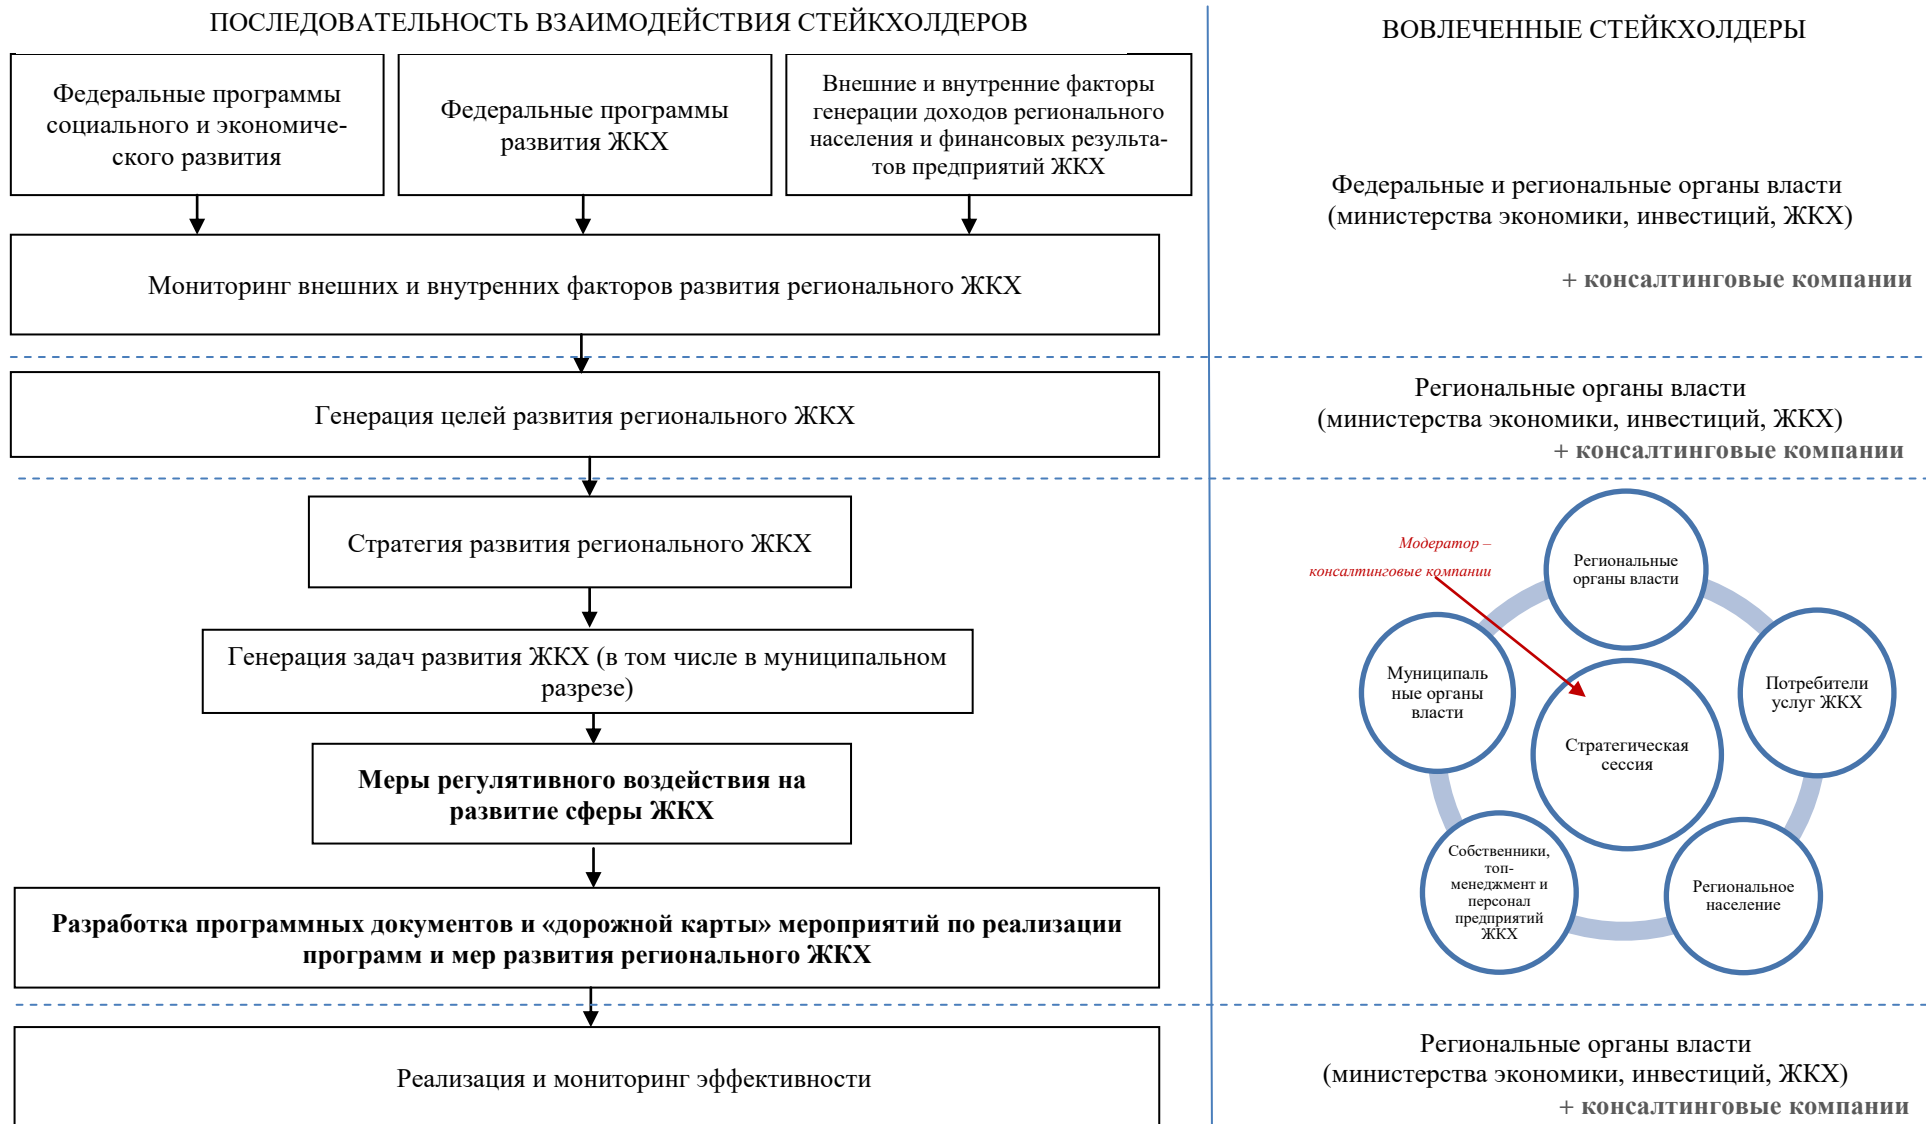 ПОСЛЕДОВАТЕЛЬНОСТЬ ВЗАИМОДЕЙСТВИЯ СТЕЙКХОЛДЕРОВ
ВОВЛЕЧЕННЫЕ СТЕЙКХОЛДЕРЫ
Федеральные программы
социального и экономиче-
ского развития
Федеральные программы
развития ЖКХ
Внешние и внутренние факторы
генерации доходов регионального
населения и финансовых результа-
тов предприятий ЖКХ
Федеральные и региональные органы власти
(министерства экономики, инвестиций, ЖКХ)
+ консалтинговые компании
Мониторинг внешних и внутренних факторов развития регионального ЖКХ
Генерация целей развития регионального ЖКХ
Региональные органы власти
(министерства экономики, инвестиций, ЖКХ)
+ консалтинговые компании
Стратегия развития регионального ЖКХ
Генерация задач развития ЖКХ (в том числе в муниципальном
разрезе)
Меры регулятивного воздействия на
развитие сферы ЖКХ
Разработка программных документов и «дорожной карты» мероприятий по реализации
программ и мер развития регионального ЖКХ
Модератор –
консалтинговые компании
Региональные
органы власти
Муниципаль
ные органы
власти
Потребители
услуг ЖКХ
Стратегическая
сессия
Собственники,
топ-
менеджмент и
персонал
предприятий
ЖКХ
Региональное
население
Реализация и мониторинг эффективности
Региональные органы власти
(министерства экономики, инвестиций, ЖКХ)
+ консалтинговые компании